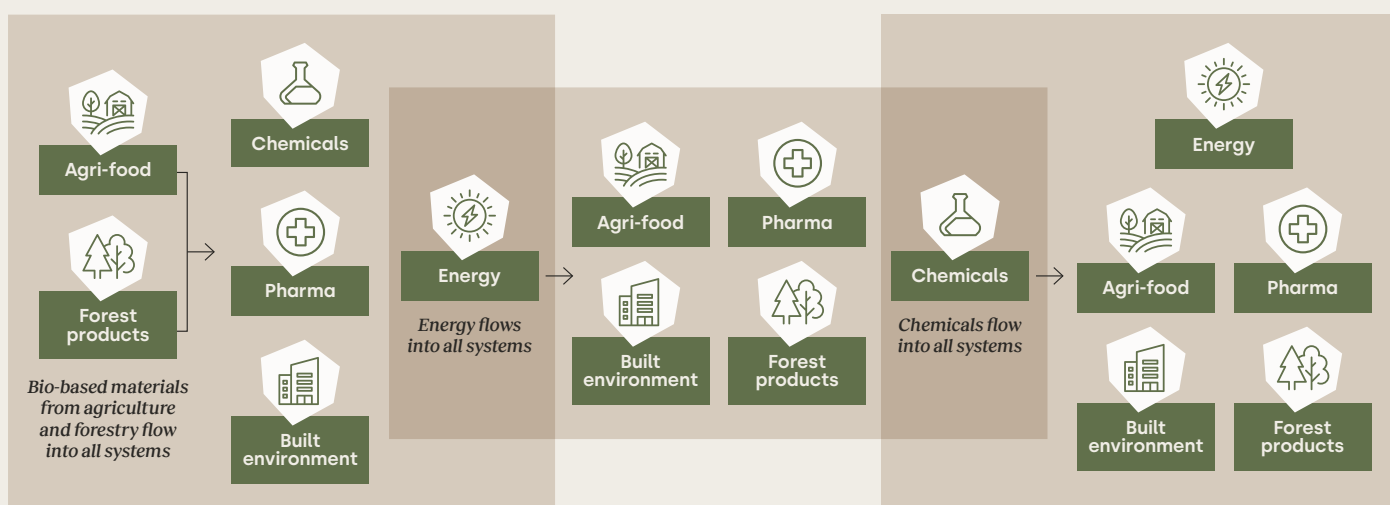 Agri-food
Forest
products
Bio-based materials
from agriculture
and forestry flow
into all systems
Chemicals
Pharma
Built
environment
Energy
Energy flows
into all systems
Agri-food
Pharma
Built
environment
Forest
products
Chemicals
Chemicals flow
into all systems
Energy
Agri-food
Pharma
Built
environment
Forest
products